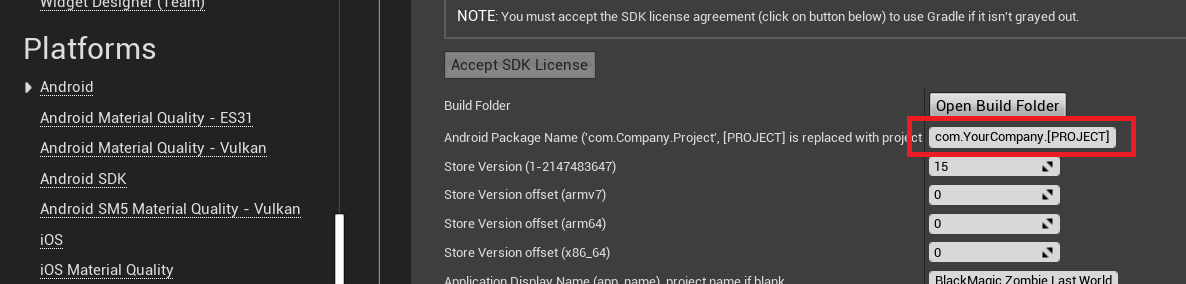 Widget Designer (Team)
Platforms
Android
Android Material Quality - ES31
Android Material Quality - Vulkan
Android SDK
Android SM5 Material Quality - Vulkan
iOS
iOS Material Quality
NOTE: You must accept the SDK license agreement (click on button below) to use Gradle if it isn't grayed out.
Accept SDK License
Build Folder
Open Build Folder
Android Package Name ('com.Company.Project', [PROJECT] is replaced with project
com.YourCompany.[PROJECT]
Store Version (1-2147483647)
15
Store Version offset (armv7)
0
Store Version offset (arm64)
0
Store Version offset (x86_64)
0
Application Display Name (app_name), project name if blank
BlackMagic Zombie Last World